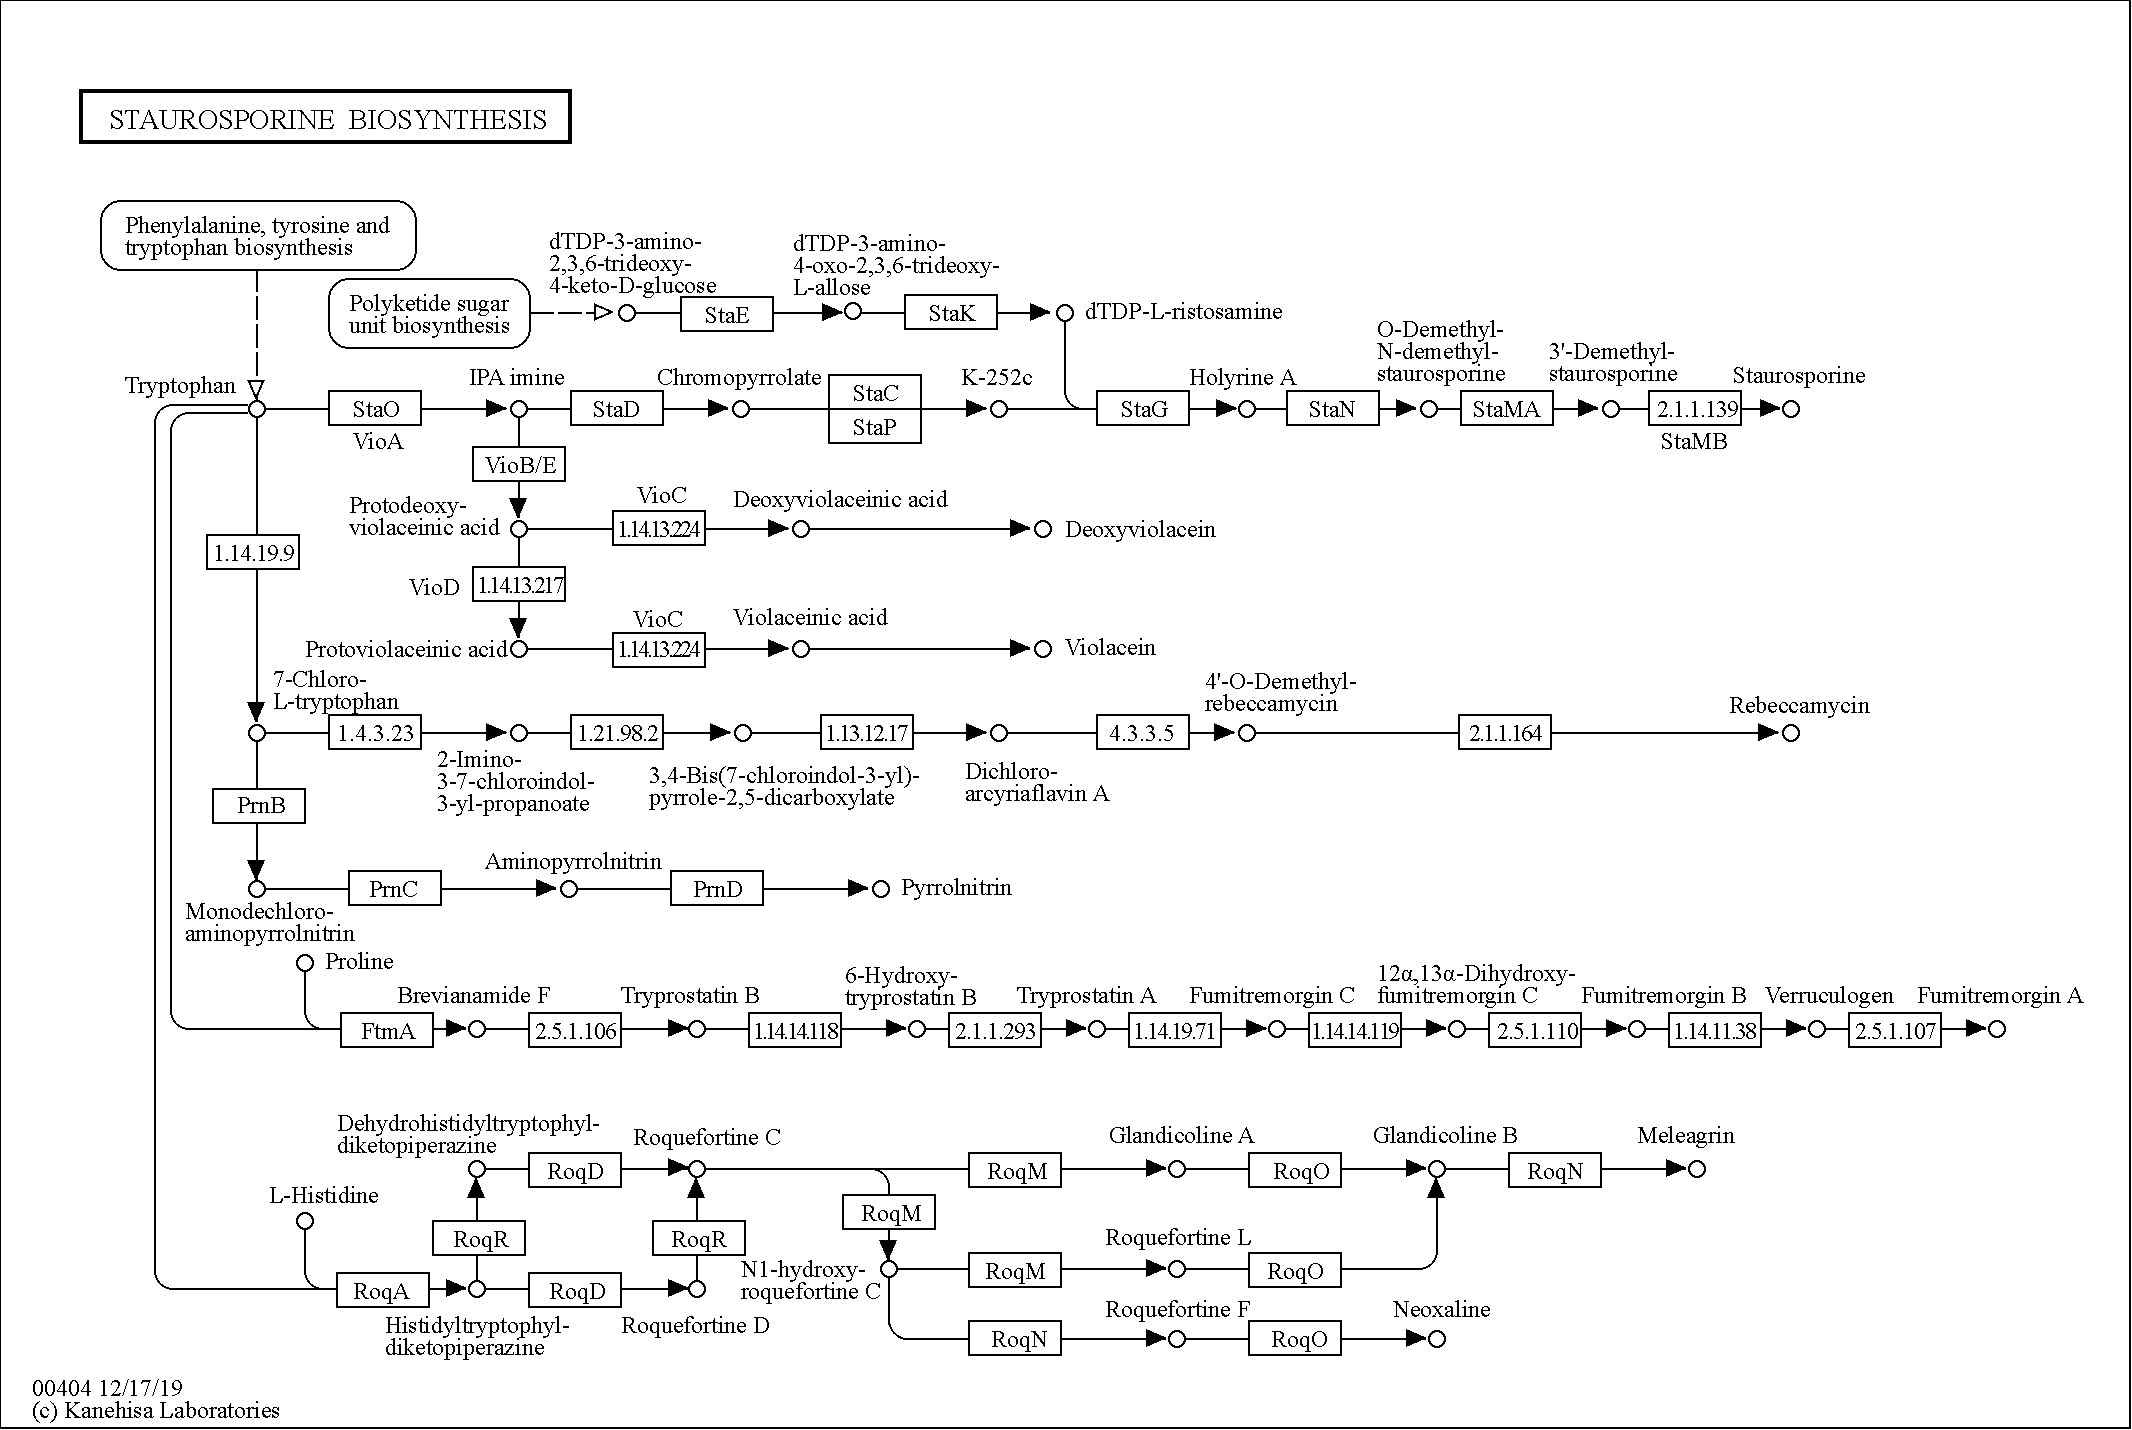 STAUROSPORINE BIOSYNTHESIS
Phenylalanine, tyrosine and
tryptophan biosynthesis
Polyketide sugar
unit biosynthesis
dTDP-3-amino-
2,3,6-trideoxy-
4-keto-D-glucose
StaE
dTDP-3-amino-
4-oxo-2,3,6-trideoxy-
L-allose
StaK
dTDP-L-ristosamine
Tryptophan
StaO
VioA
IPA imine
StaD
Chromopyrrolate
StaC
StaP
K-252c
StaG
Holyrine A
StaN
O-Demethyl-
N-demethyl-
staurosporine
StaMA
3'-Demethyl-
staurosporine
2.1.1.139
StaMB
Staurosporine
VioB/E
Protodeoxy-
violaceinic acid
VioC
1.14.13.224
Deoxyviolaceinic acid
Deoxyviolacein
1.14.19.9
VioD
1.14.13.217
Protoviolaceinic acid
VioC
1.14.13.224
Violaceinic acid
Violacein
7-Chloro-
L-tryptophan
1.4.3.23
2-Imino-
3-7-chloroindol-
3-yl-propanoate
1.21.98.2
3,4-Bis(7-chloroindol-3-yl)-
pyrrole-2,5-dicarboxylate
1.13.12.17
Dichloro-
arcyriaflavin A
4.3.3.5
4'-O-Demethyl-
rebeccamycin
2.1.1.164
Rebeccamycin
PrnB
Monodechloro-
aminopyrrolnitrin
PrnC
Aminopyrrolnitrin
PrnD
Pyrrolnitrin
Proline
FtmA
Brevianamide F
2.5.1.106
Tryprostatin B
1.14.14.118
6-Hydroxy-
tryprostatin B
2.1.1.293
Tryprostatin A
1.14.19.71
Fumitremorgin C
1.14.14.119
12α,13α-Dihydroxy-
fumitremorgin C
2.5.1.110
Fumitremorgin B
1.14.11.38
Verruculogen
2.5.1.107
Fumitremorgin A
Dehydrohistidyltryptophyl-
diketopiperazine
RoqD
Roquefortine C
RoqM
Glandicoline A
RoqO
Glandicoline B
RoqN
Meleagrin
L-Histidine
RoqR
RoqR
RoqM
RoqA
Histidyltryptophyl-
diketopiperazine
RoqD
Roquefortine D
N1-hydroxy-
roquefortine C
RoqM
Roquefortine L
RoqO
RoqN
Roquefortine F
RoqO
Neoxaline
00404 12/17/19
(c) Kanehisa Laboratories